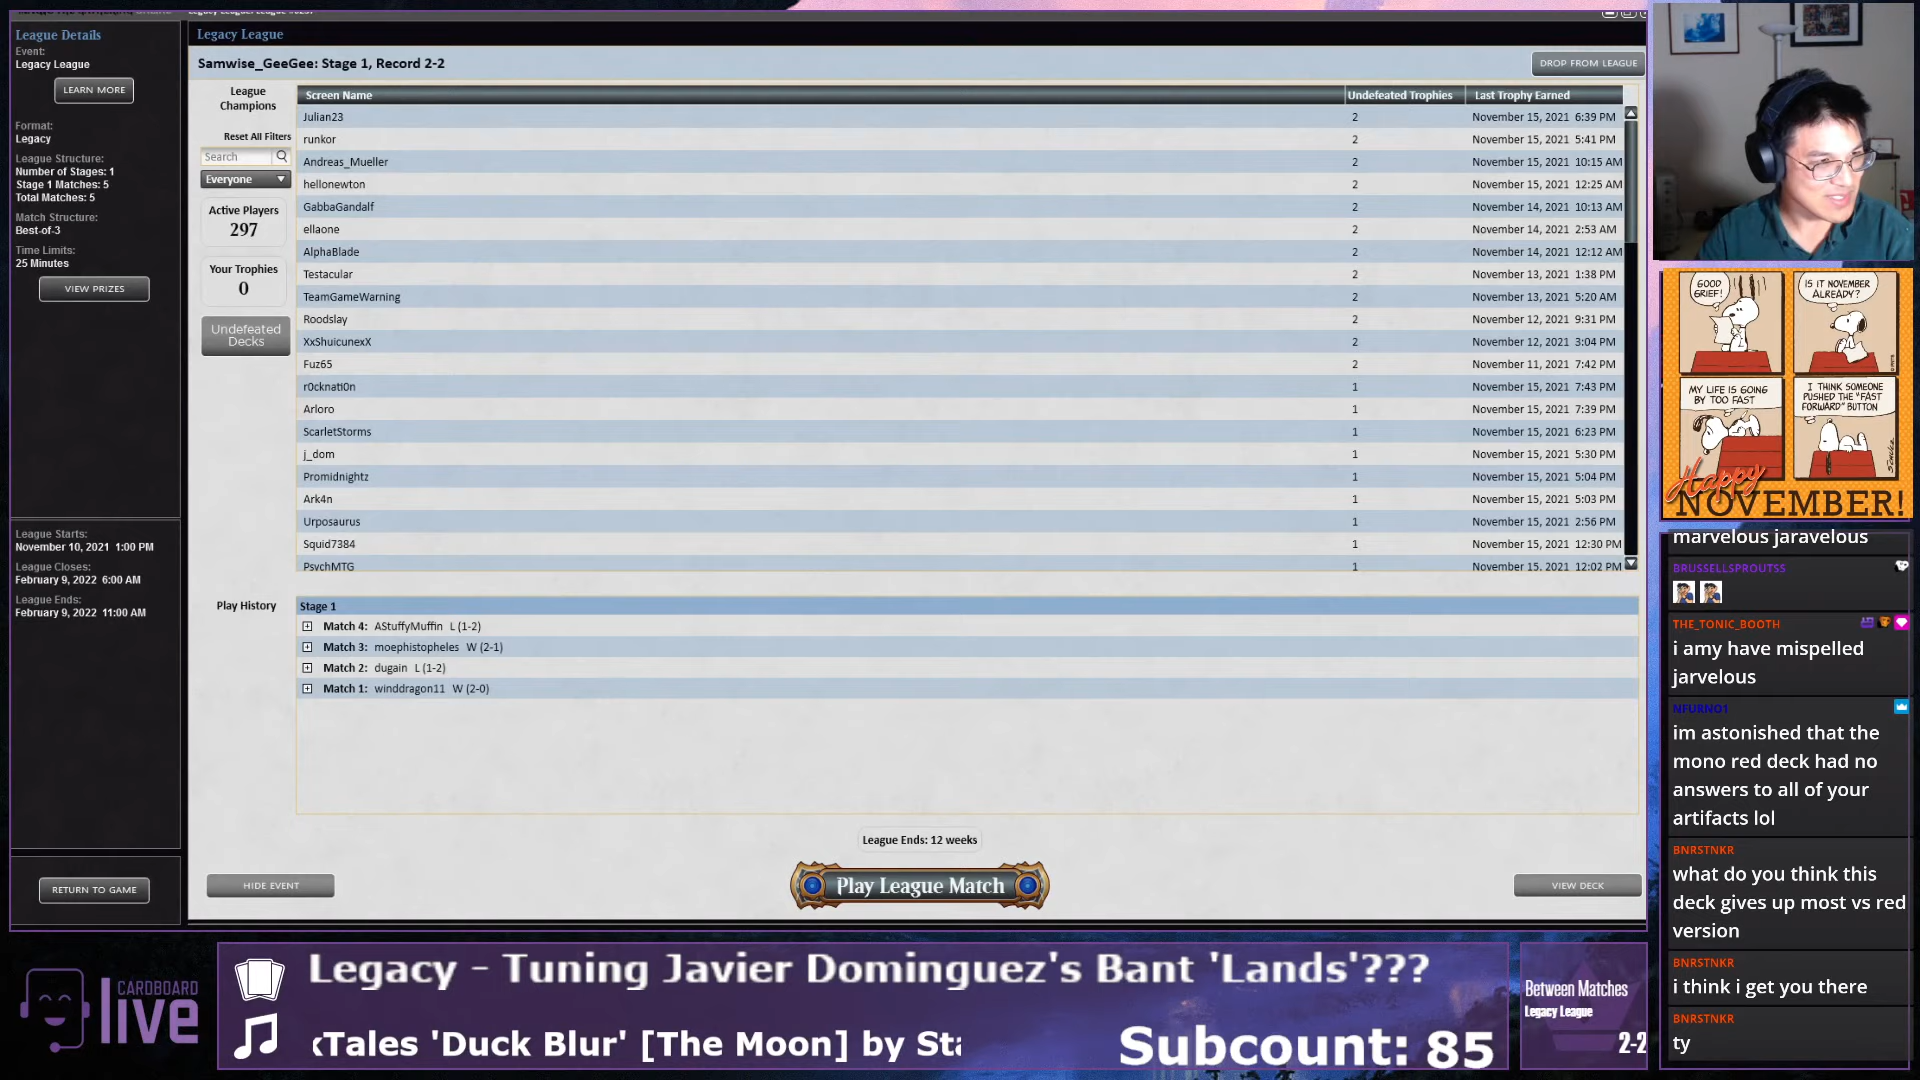 League Details
Event:
Legacy League
LEARN MORE
Format:
Legacy
League Structure:
Number of Stages: 1
Stage 1 Matches: 5
Total Matches: 5
Match Structure:
Best-of-3
Time Limits:
25 Minutes
VIEW PRIZES
League Starts:
November 10, 2021 1:00 PM
League Closes:
February 9, 2022 6:00 AM
League Ends:
February 9, 2022 11:00 AM
RETURN TO GAME
Legacy League
Samwise_GeeGee: Stage 1, Record 2-2
DROP FROM LEAGUE
League
Champions
Reset All Filters
Search
Everyone
Active Players
297
Your Trophies
0
Undefeated
Decks
Screen Name Undefeated Trophies Last Trophy Earned
Julian23 2 November 15, 2021 6:39 PM
runkor 2 November 15, 2021 5:41 PM
Andreas_Mueller 2 November 15, 2021 10:15 AM
hellonewton 2 November 15, 2021 12:25 AM
GabbaGandalf 2 November 14, 2021 10:13 AM
ellaone 2 November 14, 2021 2:53 AM
AlphaBlade 2 November 14, 2021 12:12 AM
Testacular 2 November 13, 2021 1:38 PM
TeamGameWarning 2 November 13, 2021 5:20 AM
Roodslay 2 November 12, 2021 9:31 PM
XxShuicunexX 2 November 12, 2021 3:04 PM
Fuz65 2 November 11, 2021 7:42 PM
r0cknati0n 1 November 15, 2021 7:43 PM
Arloro 1 November 15, 2021 7:39 PM
ScarletStorms 1 November 15, 2021 6:23 PM
j_dom 1 November 15, 2021 5:30 PM
Promidnightz 1 November 15, 2021 5:04 PM
Ark4n 1 November 15, 2021 5:03 PM
Urposaurus 1 November 15, 2021 2:56 PM
Squid7384 1 November 15, 2021 12:30 PM
PsychMTG 1 November 15, 2021 12:02 PM
Play History
Stage 1
Match 4: AStuffyMuffin L (1-2)
Match 3: moephistopheles W (2-1)
Match 2: dugain L (1-2)
Match 1: winddragon11 W (2-0)
League Ends: 12 weeks
HIDE EVENT
Play League Match
VIEW DECK
GOOD
GRIEF!
IS IT NOVEMBER
ALREADY?
MY LIFE IS GOING
BY TOO FAST
I THINK SOMEONE
PUSHED THE "FAST
FORWARD" BUTTON
SCHULZ
Happy
NOVEMBER!
marvelous jaravelous
BRUSSELLSPROUTSS
THE_TONIC_BOOTH
i amy have mispelled
jarvelous
NFURNO1
im astonished that the
mono red deck had no
answers to all of your
artifacts lol
BNRSTNKR
what do you think this
deck gives up most vs red
version
BNRSTNKR
i think i get you there
BNRSTNKR
ty
CARDBOARD
live
Legacy - Tuning Javier Dominguez's Bant 'Lands'???
xTales 'Duck Blur' [The Moon] by Sta
Subcount: 85
Between Matches
Legacy League
2-2